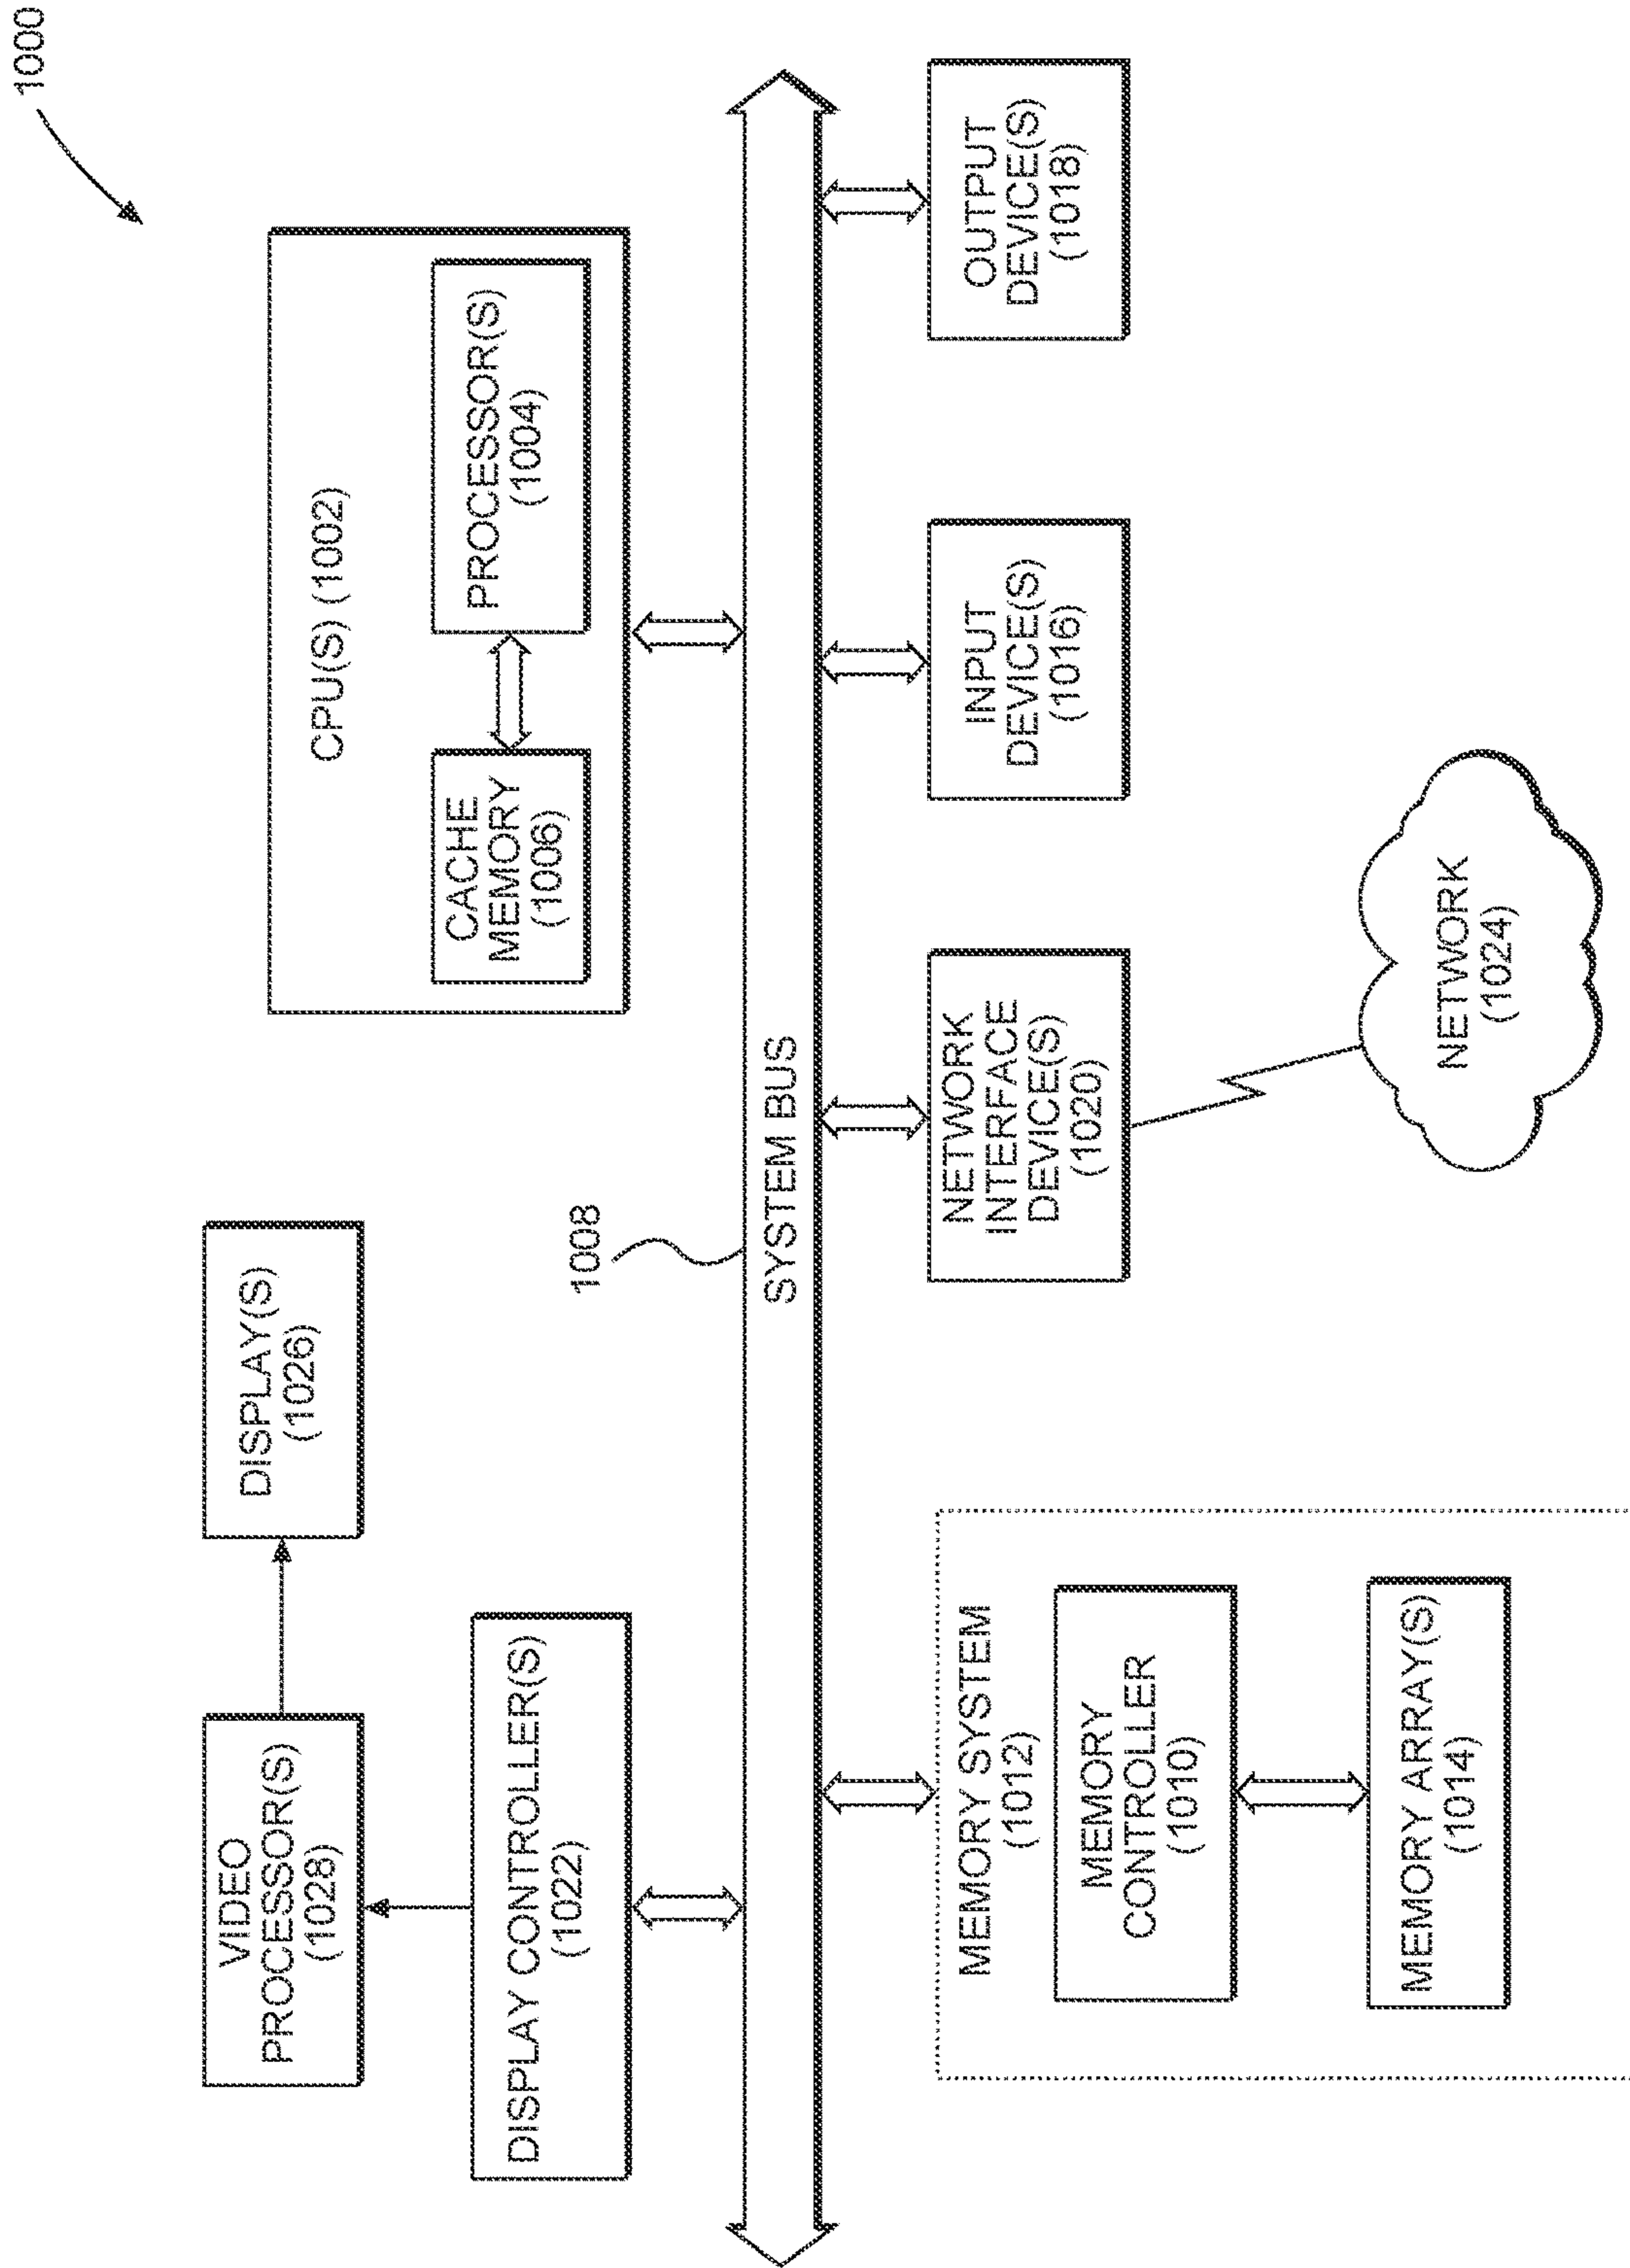 1000
CPU(S) (1002)
CACHE
MEMORY
(1006)
PROCESSOR(S)
(1004)
VIDEO
PROCESSOR(S)
(1028)
DISPLAY(S)
(1026)
DISPLAY CONTROLLER(S)
(1022)
1008
SYSTEM BUS
MEMORY SYSTEM
(1012)
MEMORY
CONTROLLER
(1010)
MEMORY ARRAY(S)
(1014)
NETWORK
INTERFACE
DEVICE(S)
(1020)
NETWORK
(1024)
INPUT
DEVICE(S)
(1016)
OUTPUT
DEVICE(S)
(1018)